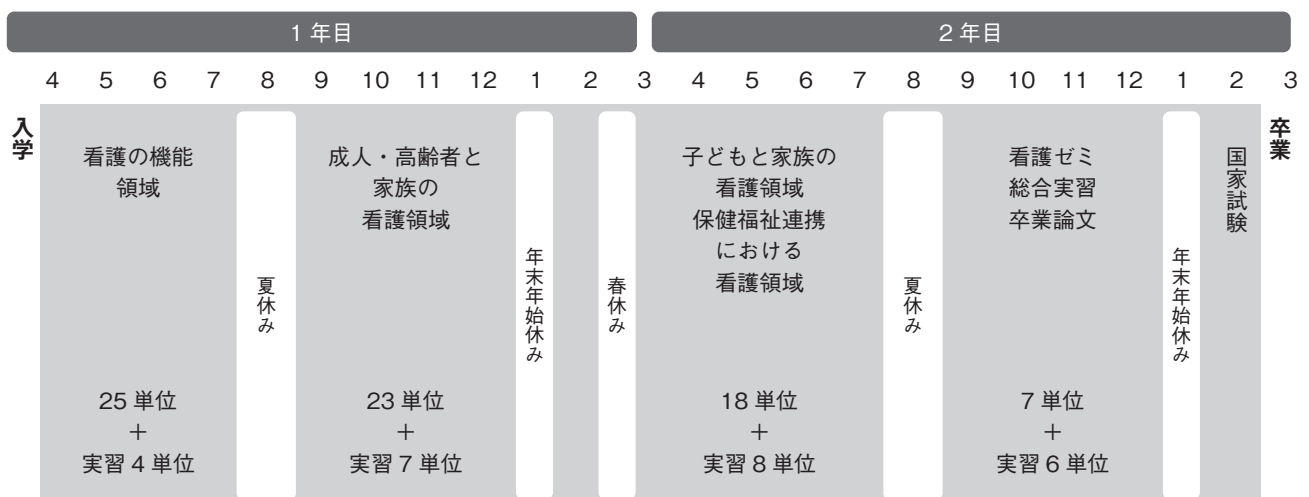 1 年目
2 年目
4 5 6 7 8 9 10 11 12 1 2 3 4 5 6 7 8 9 10 11 12 1 2 3
入学
看護の機能
領域
25 単位
+
実習 4 単位
夏休み
成人・高齢者と
家族の
看護領域
23 単位
+
実習 7 単位
年末年始休み
春休み
子どもと家族の
看護領域
保健福祉連携
における
看護領域
18 単位
+
実習 8 単位
夏休み
看護ゼミ
総合実習
卒業論文
7 単位
+
実習 6 単位
年末年始休み
国家試験
卒業